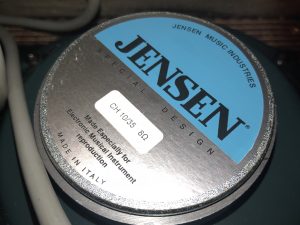 JENSEN MUSIC INDUSTRIES
JENSEN®
SPECIAL DESIGN
CH 10/35 8Ω
Made Especially for
Electronic Musical Instrument
reproduction
MADE IN ITALY